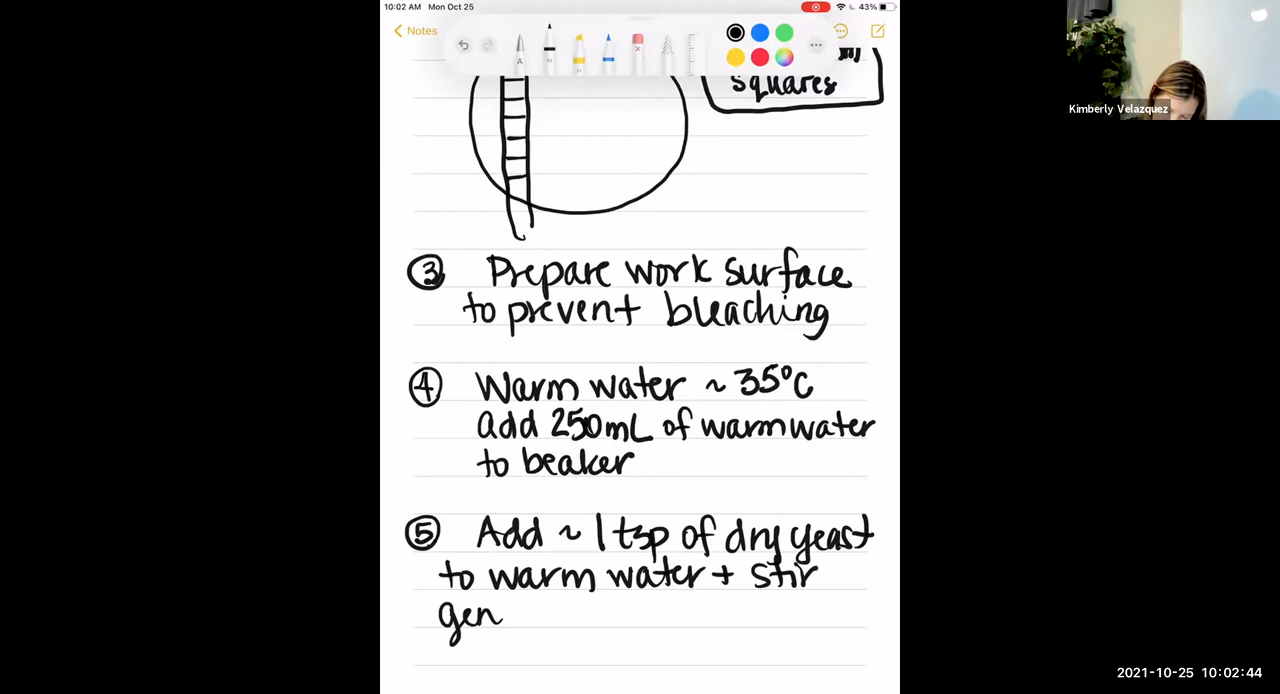 10:02 AM Mon Oct 25
43%
Notes
A
squares
Kimberly Velazquez
③ Prepare work surface
to prevent bleaching
④ Warm water ~ 35°C
add 250mL of warm water
to beaker
⑤ Add ~ 1 tsp of dry yeast
to warm water + stir
gen
2021-10-25 10:02:44